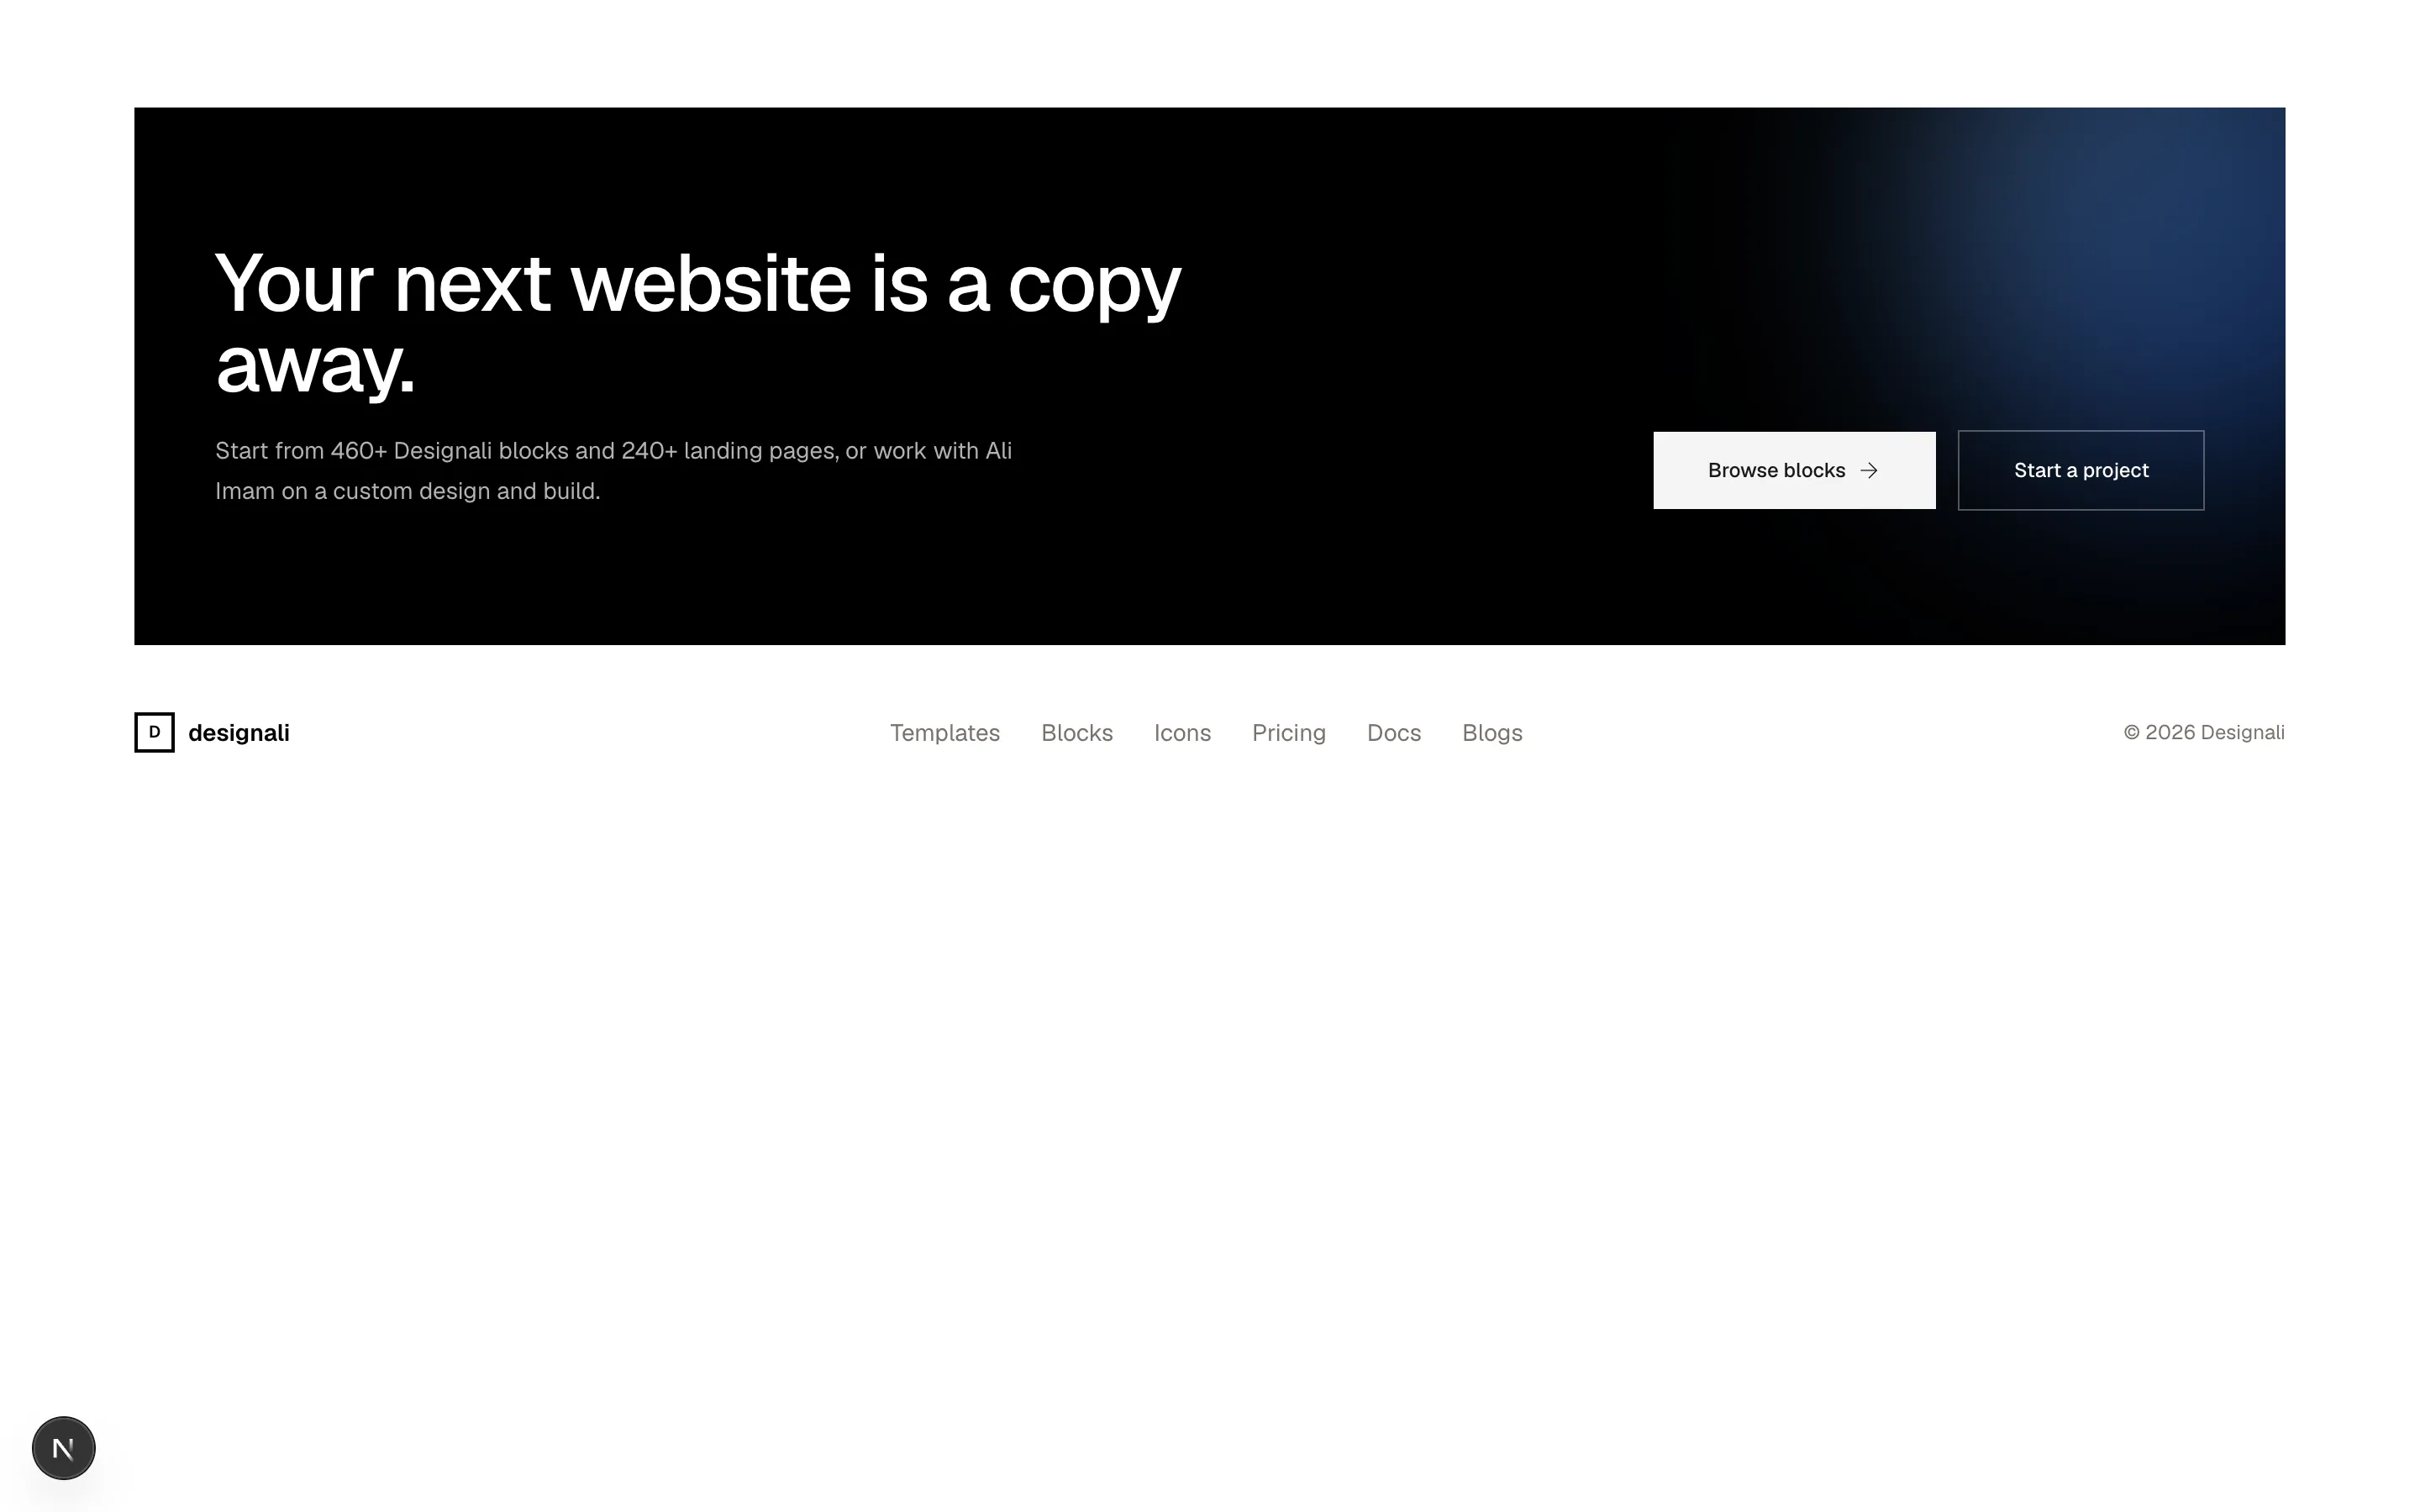 Your next website is a copy
away.
Start from 460+ Designali blocks and 240+ landing pages, or work with Ali
Imam on a custom design and build.
Browse blocks
Start a project
D designali
Templates Blocks Icons Pricing Docs Blogs
© 2026 Designali
N